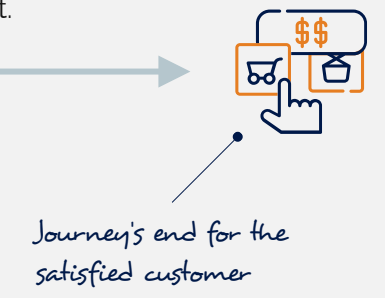 t.
$$
Journey's end for the
satisfied customer